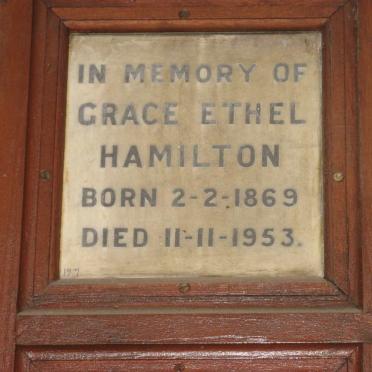 IN MEMORY OF
GRACE ETHEL
HAMILTON
BORN 2-2-1869
DIED 11-11-1953.